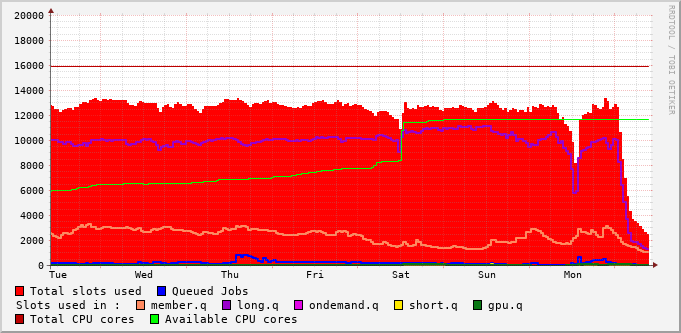 20000
18000
16000
14000
12000
10000
8000
6000
4000
2000
0
Tue Wed Thu Fri Sat Sun Mon
RRDTOOL / TOBI OETIKER
Total slots used Queued Jobs
Slots used in : member.q long.q ondemand.q short.q gpu.q
Total CPU cores Available CPU cores